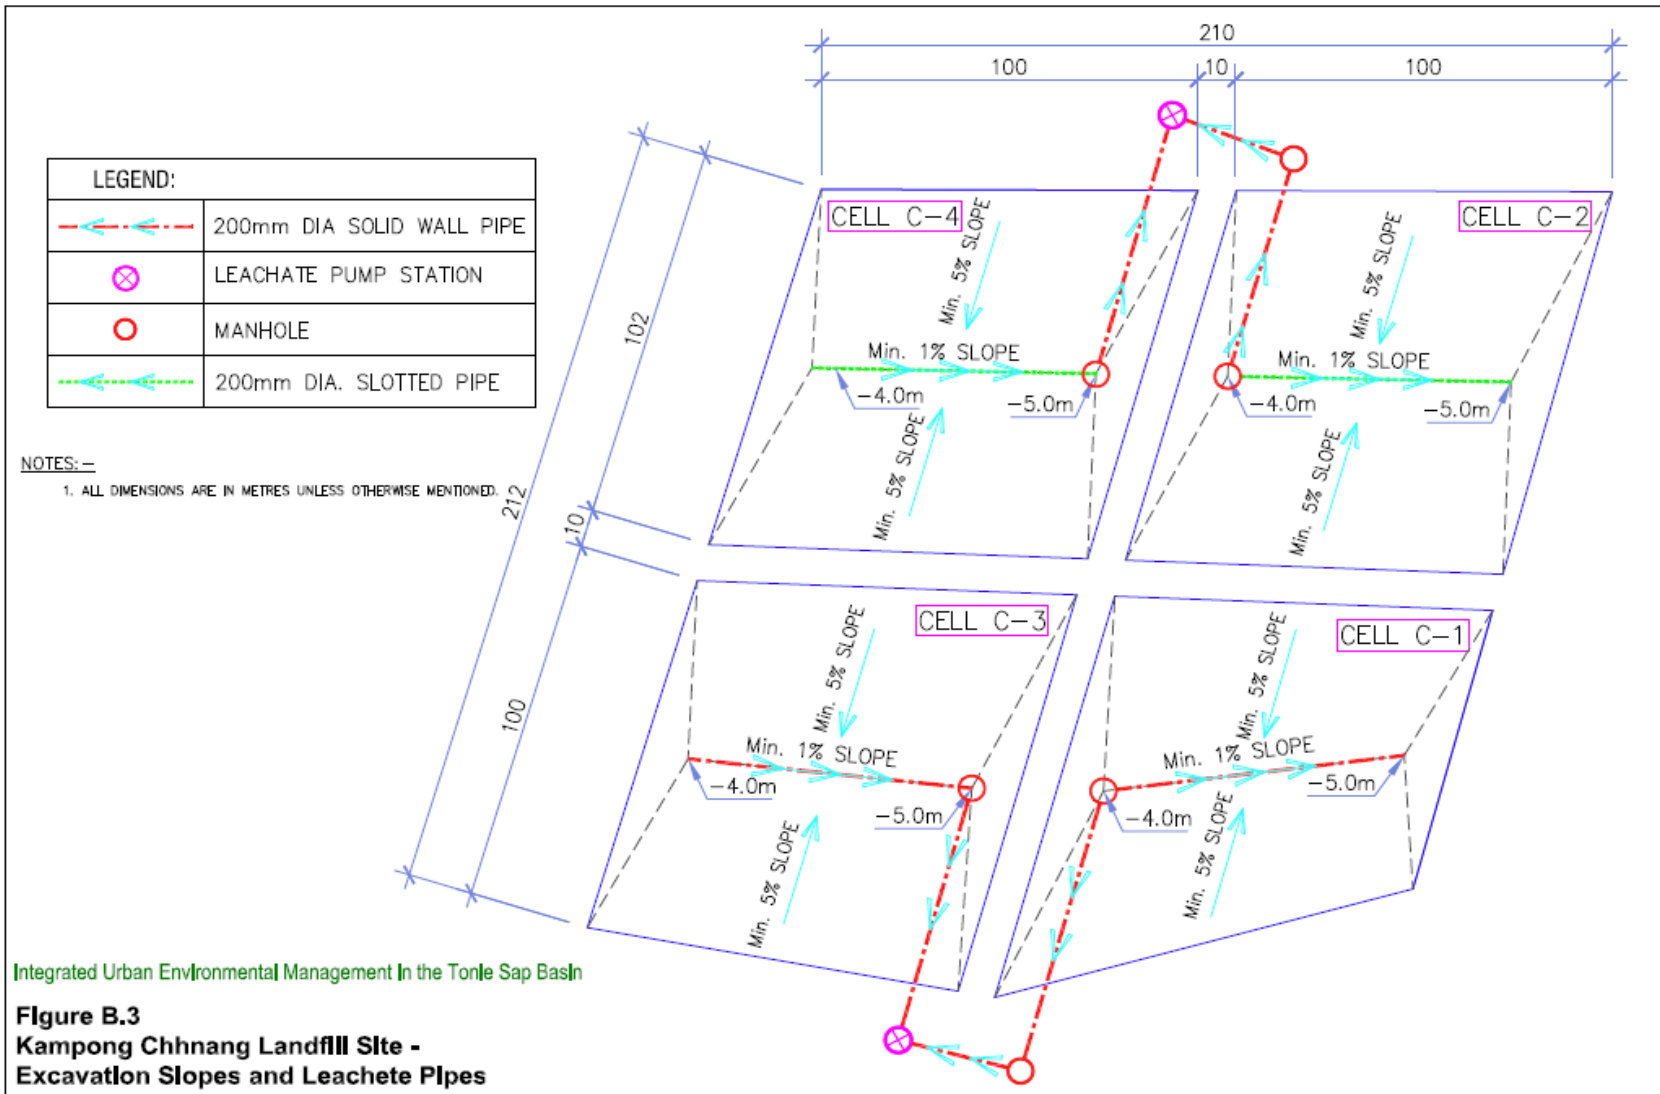 210
100
10
100
LEGEND:
200mm DIA SOLID WALL PIPE
LEACHATE PUMP STATION
MANHOLE
200mm DIA. SLOTTED PIPE
NOTES:—
1. ALL DIMENSIONS ARE IN METRES UNLESS OTHERWISE MENTIONED.
102
212
10
100
CELL C-4
Min. 5% SLOPE
Min. 1% SLOPE
-4.0m
-5.0m
Min. 5% SLOPE
CELL C-2
Min. 5% SLOPE
Min. 1% SLOPE
-4.0m
-5.0m
Min. 5% SLOPE
CELL C-3
Min. 5% SLOPE
Min. 1% SLOPE
-4.0m
-5.0m
Min. 5% SLOPE
CELL C-1
Min. 5% SLOPE
Min. 1% SLOPE
-4.0m
-5.0m
Min. 5% SLOPE
Integrated Urban Environmental Management in the Tonle Sap Basin
Figure B.3
Kampong Chhnang Landfill Site -
Excavation Slopes and Leachete Pipes